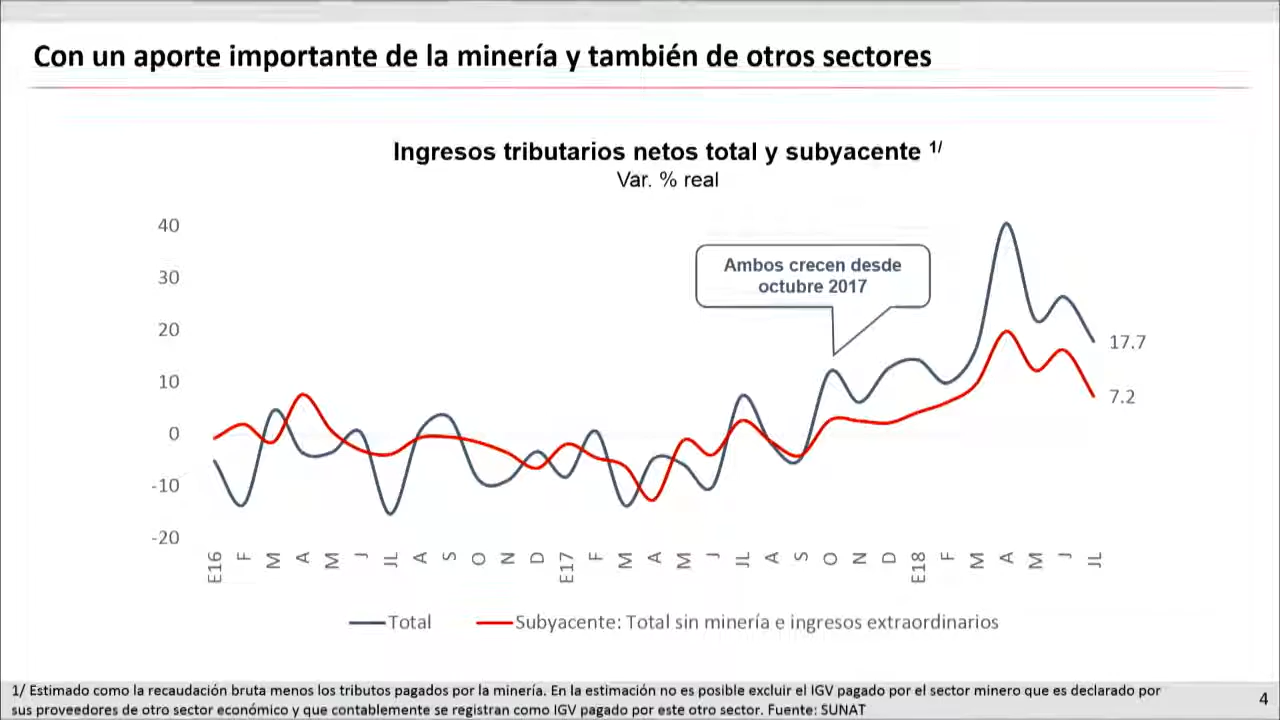 Con un aporte importante de la minería y también de otros sectores
Ingresos tributarios netos total y subyacente 1/
Var. % real
40
30
20
10
0
-10
-20
Ambos crecen desde
octubre 2017
17.7
7.2
E16 F M A M J JL A S O N D E17 F M A M J JL A S O N D E18 F M A M J JL
Total Subyacente: Total sin minería e ingresos extraordinarios
1/ Estimado como la recaudación bruta menos los tributos pagados por la minería. En la estimación no es posible excluir el IGV pagado por el sector minero que es declarado por
sus proveedores de otro sector económico y que contablemente se registran como IGV pagado por este otro sector. Fuente: SUNAT
4